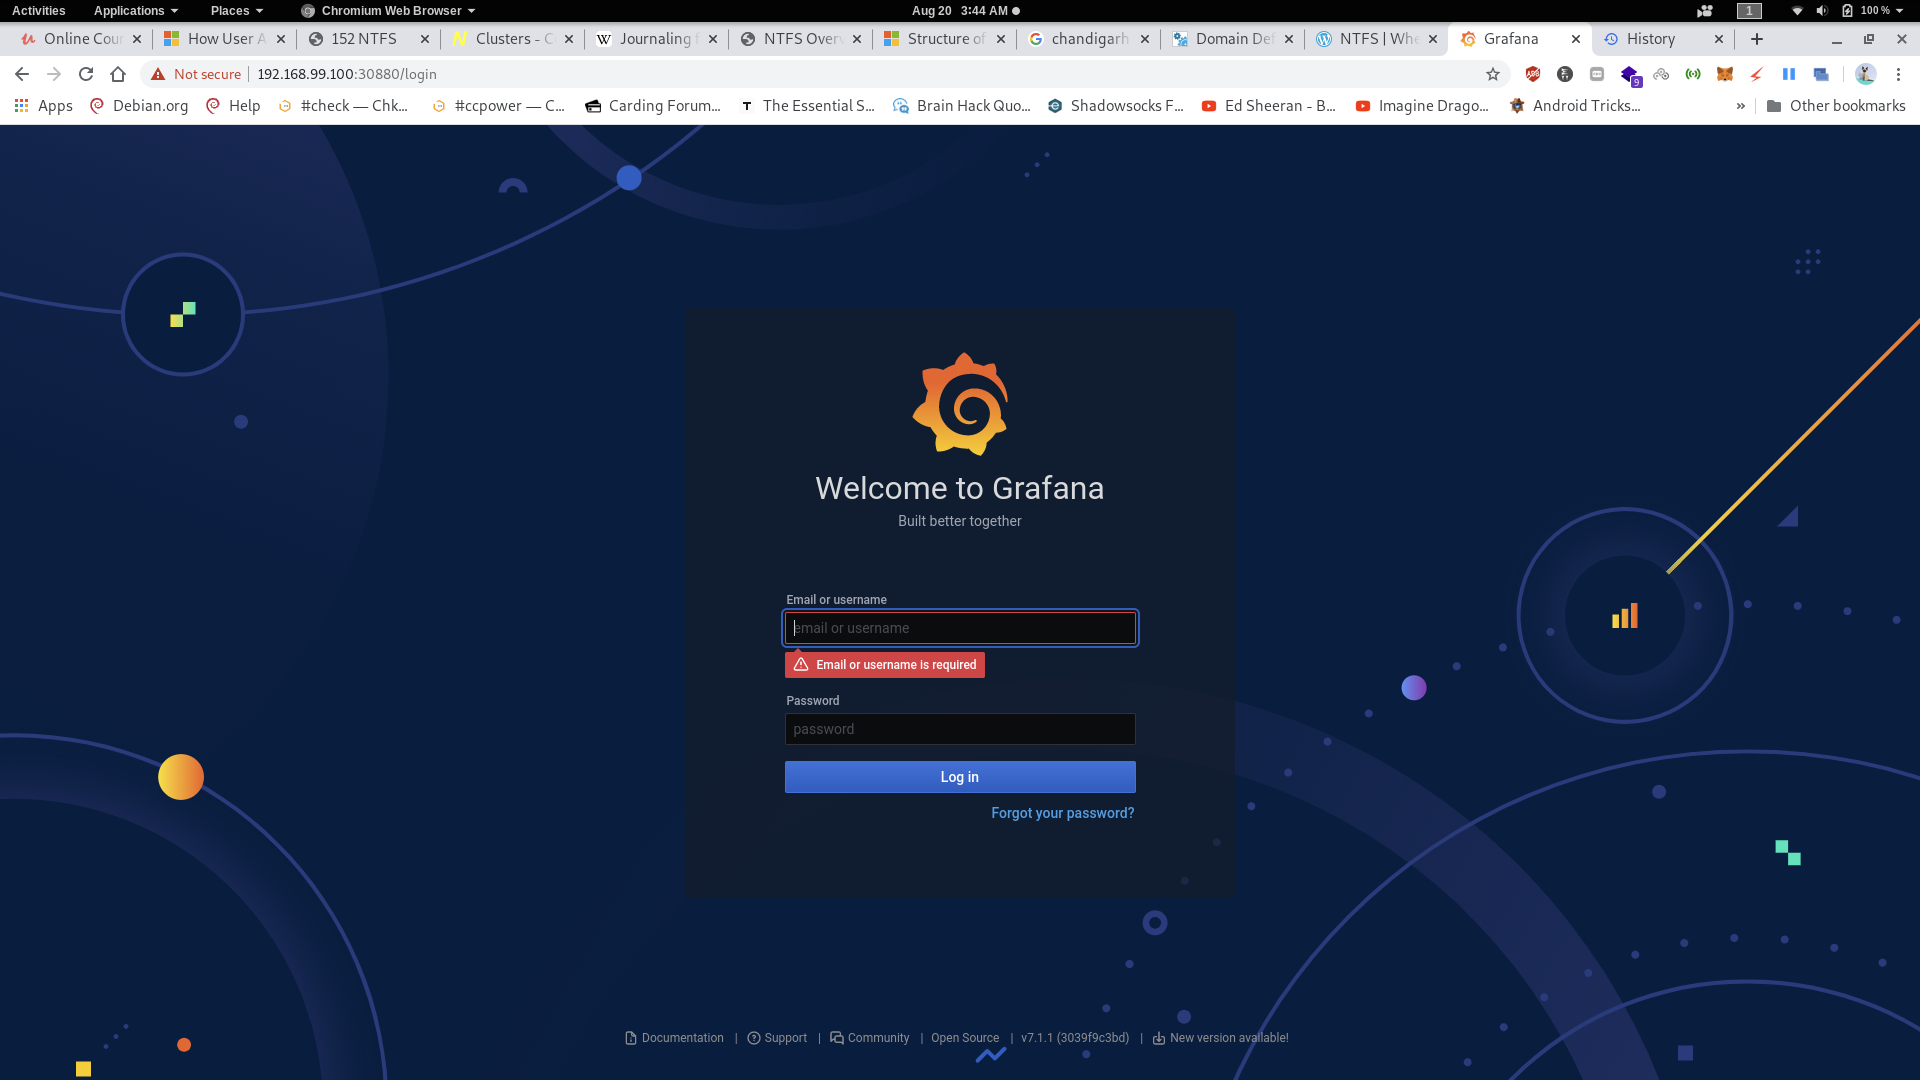 Activities Applications Places Chromium Web Browser Aug 20 3:44 AM 1 100 %
Online Cour How User A 152 NTFS Clusters - C Journaling f NTFS Over Structure of chandigarh Domain Def NTFS | Whe Grafana History
Not secure 192.168.99.100:30880/login 9
Apps Debian.org Help #check — Chk... #ccpower — C... Carding Forum... The Essential S... Brain Hack Quo... Shadowsocks F... Ed Sheeran - B... Imagine Drago... Android Tricks... » Other bookmarks
Welcome to Grafana
Built better together
Email or username
email or username
Email or username is required
Password
password
Log in
Forgot your password?
Documentation | Support | Community | Open Source | v7.1.1 (3039f9c3bd) | New version available!